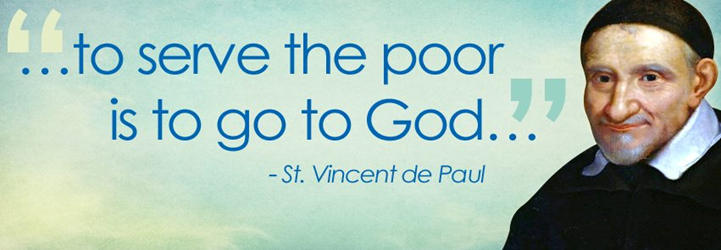 “…to serve the poor
is to go to God…”
- St. Vincent de Paul